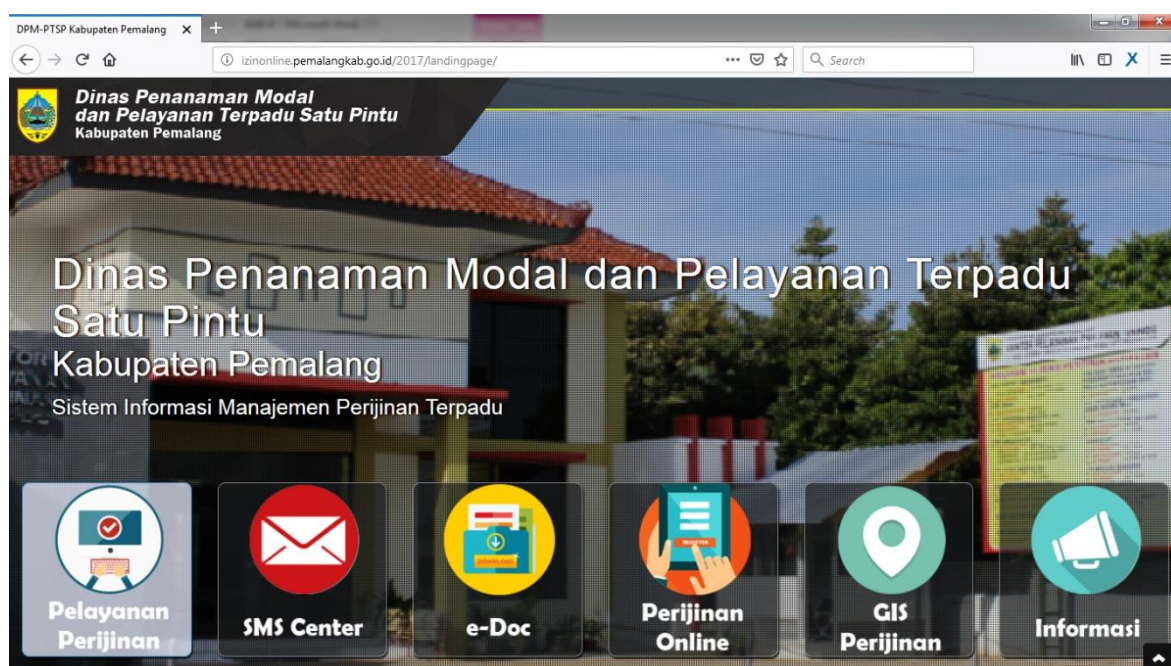 DPM-PTSP Kabupaten Pemalang
izinonline.pemalangkab.go.id/2017/landingpage/
Search
Dinas Penanaman Modal
dan Pelayanan Terpadu Satu Pintu
Kabupaten Pemalang
Dinas Penanaman Modal dan Pelayanan Terpadu
Satu Pintu
Kabupaten Pemalang
Sistem Informasi Manajemen Perijinan Terpadu
DOWNLOAD
REGISTER
Pelayanan
Perijinan
SMS Center
e-Doc
Perijinan
Online
GIS
Perijinan
Informasi